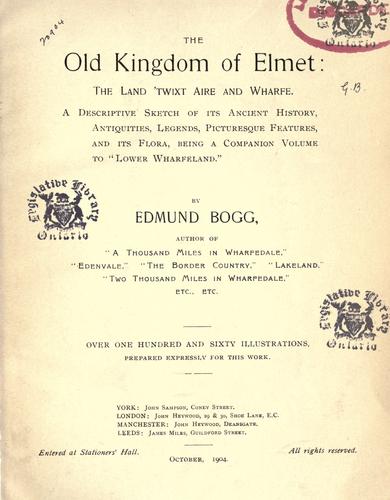 20904
THE
Old Kingdom of Elmet:
The Land 'twixt Aire and Wharfe.
A Descriptive Sketch of its Ancient History,
Antiquities, Legends, Picturesque Features,
and its Flora, being a Companion Volume
to "Lower Wharfeland."
G.B.
BY
EDMUND BOGG,
AUTHOR OF
"A Thousand Miles in Wharfedale,"
"Edenvale," "The Border Country," "Lakeland,"
"Two Thousand Miles in Wharfedale,"
ETC., ETC.
Legislative Library
Ontario
Legislative Library
Ontario
Ontario
OVER ONE HUNDRED AND SIXTY ILLUSTRATIONS,
PREPARED EXPRESSLY FOR THIS WORK.
YORK: John Sampson, Coney Street.
LONDON: John Heywood, 29 & 30, Shoe Lane, E.C.
MANCHESTER: John Heywood, Deansgate.
LEEDS: James Miles, Guildford Street.
Entered at Stationers' Hall.
All rights reserved.
October, 1904.